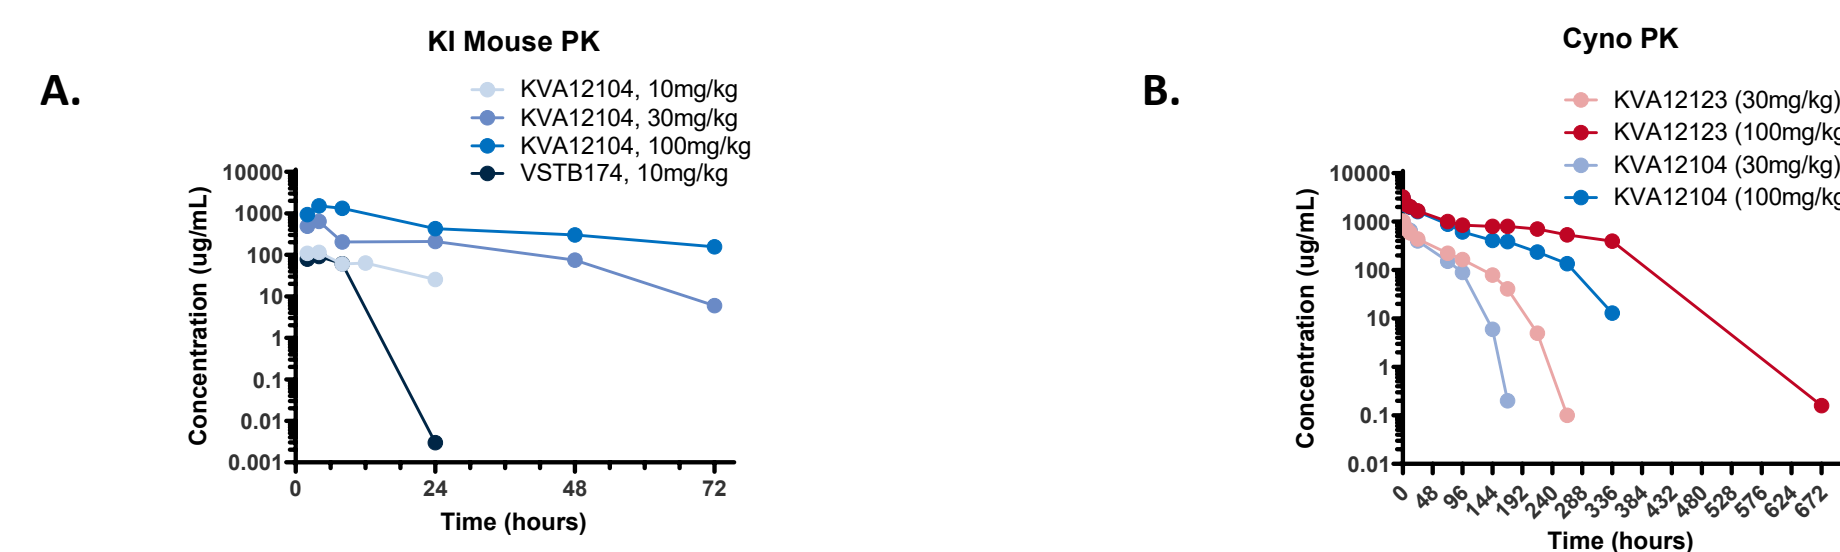 A.
KI Mouse PK
KVA12104, 10mg/kg
KVA12104, 30mg/kg
KVA12104, 100mg/kg
VSTB174, 10mg/kg
Concentration (ug/mL)
10000
1000
100
10
1
0.1
0.01
0.001
0 24 48 72
Time (hours)
B.
Cyno PK
KVA12123 (30mg/kg)
KVA12123 (100mg/kg
KVA12104 (30mg/kg)
KVA12104 (100mg/kg
Concentration (ug/mL)
10000
1000
100
10
1
0.1
0.01
0 48 96 144 192 240 288 336 384 432 480 528 576 624 672
Time (hours)